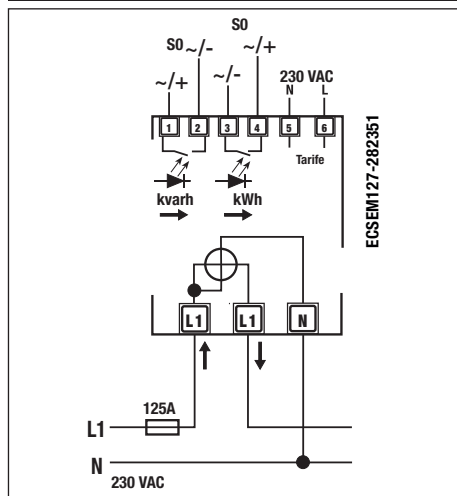 S0
S0 ~/- ~/+
~/+ ~/- 230 VAC
N L
1 2 3 4 5 6
Tarife
kvarh kWh
ECSEM127-282351
L1 L1 N
125A
L1
N
230 VAC